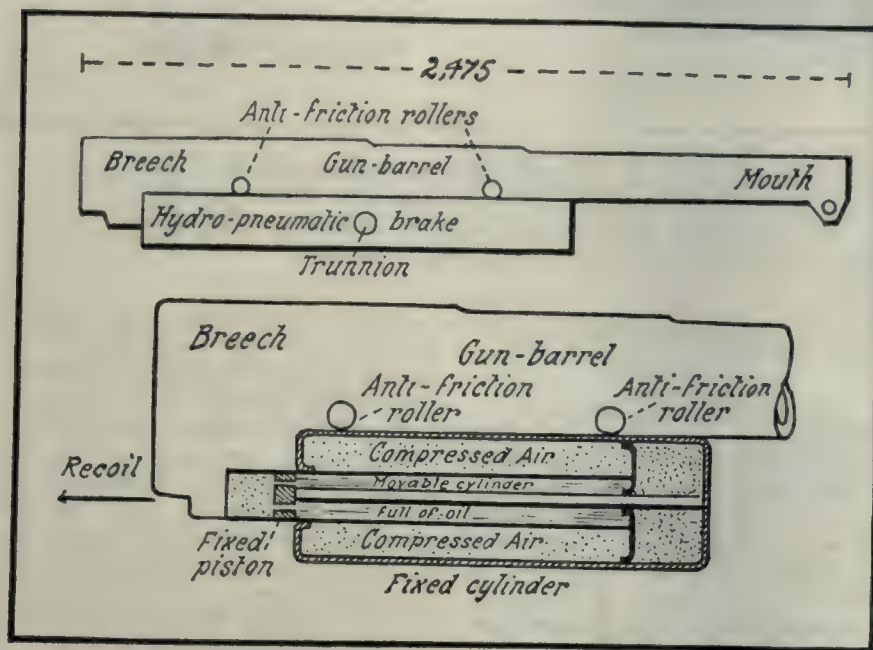 2,475
Anti-friction rollers
Breech
Gun-barrel
Mouth
Hydro-pneumatic brake
Trunnion
Breech
Gun-barrel
Anti-friction
roller
Anti-friction
roller
Compressed Air
Recoil
Movable cylinder
Full of oil
Fixed
piston
Compressed Air
Fixed cylinder